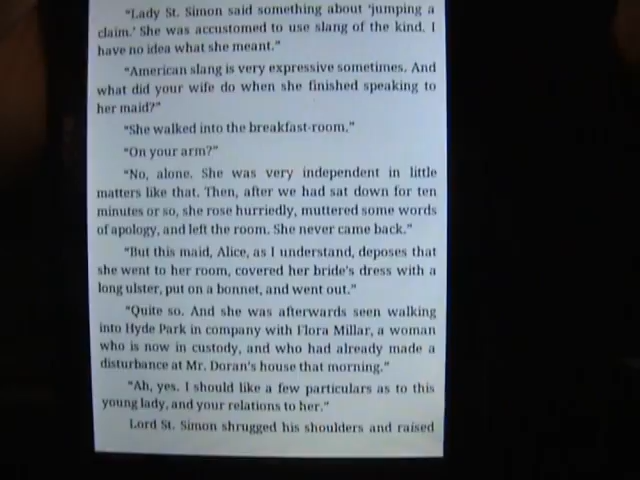 “Lady St. Simon said something about ‘jumping a
claim.’ She was accustomed to use slang of the kind. I
have no idea what she meant.”
“American slang is very expressive sometimes. And
what did your wife do when she finished speaking to
her maid?”
“She walked into the breakfast-room.”
“On your arm?”
“No, alone. She was very independent in little
matters like that. Then, after we had sat down for ten
minutes or so, she rose hurriedly, muttered some words
of apology, and left the room. She never came back.”
“But this maid, Alice, as I understand, deposes that
she went to her room, covered her bride’s dress with a
long ulster, put on a bonnet, and went out.”
“Quite so. And she was afterwards seen walking
into Hyde Park in company with Flora Millar, a woman
who is now in custody, and who had already made a
disturbance at Mr. Doran’s house that morning.”
“Ah, yes. I should like a few particulars as to this
young lady, and your relations to her.”
Lord St. Simon shrugged his shoulders and raised